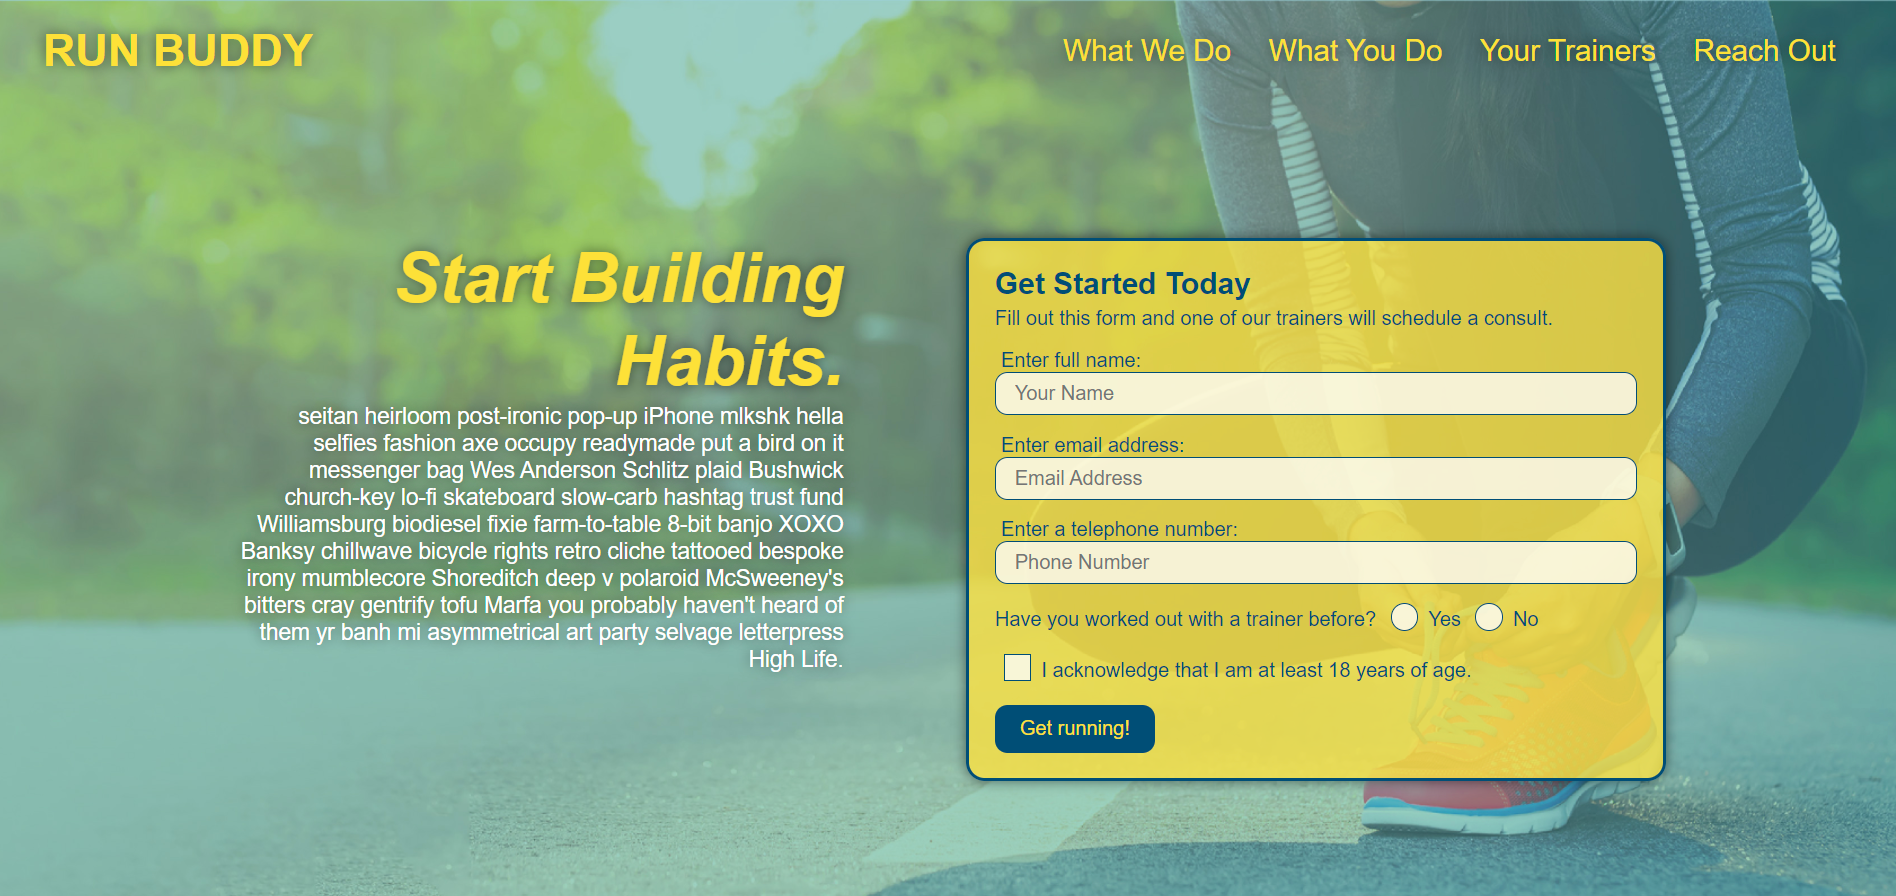 RUN BUDDY
What We Do What You Do Your Trainers Reach Out
Start Building
Habits.
seitan heirloom post-ironic pop-up iPhone mlkshk hella
selfies fashion axe occupy readymade put a bird on it
messenger bag Wes Anderson Schlitz plaid Bushwick
church-key lo-fi skateboard slow-carb hashtag trust fund
Williamsburg biodiesel fixie farm-to-table 8-bit banjo XOXO
Banksy chillwave bicycle rights retro cliche tattooed bespoke
irony mumblecore Shoreditch deep v polaroid McSweeney's
bitters cray gentrify tofu Marfa you probably haven't heard of
them yr banh mi asymmetrical art party selvage letterpress
High Life.
Get Started Today
Fill out this form and one of our trainers will schedule a consult.
Enter full name:
Your Name
Enter email address:
Email Address
Enter a telephone number:
Phone Number
Have you worked out with a trainer before? Yes No
I acknowledge that I am at least 18 years of age.
Get running!